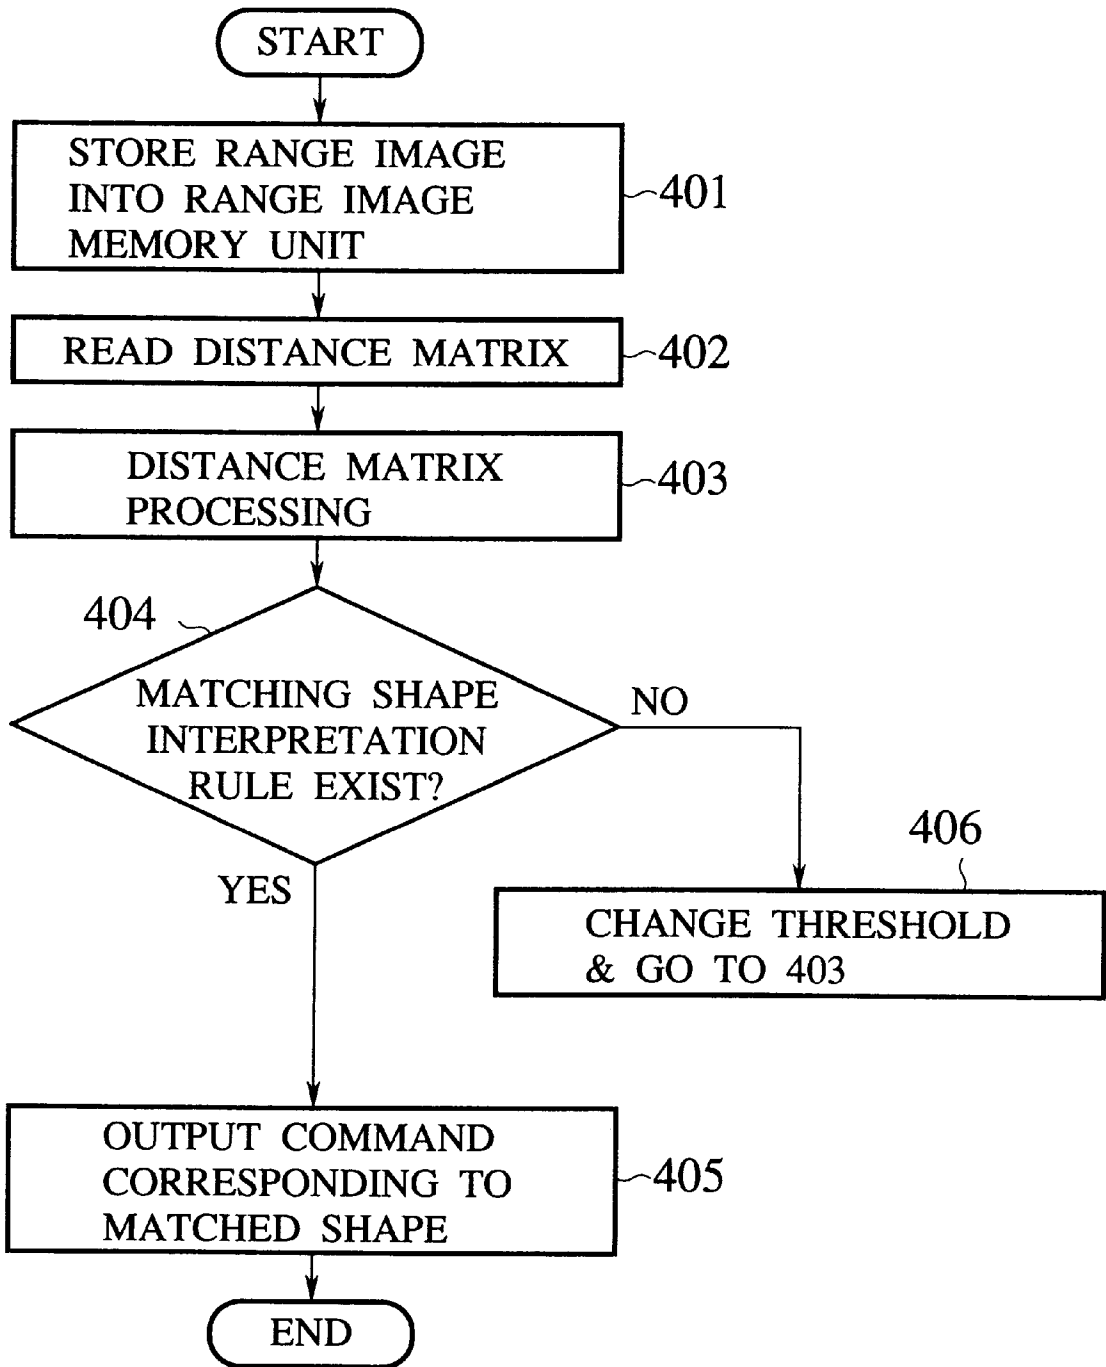 START
STORE RANGE IMAGE
INTO RANGE IMAGE
MEMORY UNIT
401
READ DISTANCE MATRIX
402
DISTANCE MATRIX
PROCESSING
403
404
MATCHING SHAPE
INTERPRETATION
RULE EXIST?
NO
YES
406
CHANGE THRESHOLD
& GO TO 403
OUTPUT COMMAND
CORRESPONDING TO
MATCHED SHAPE
405
END